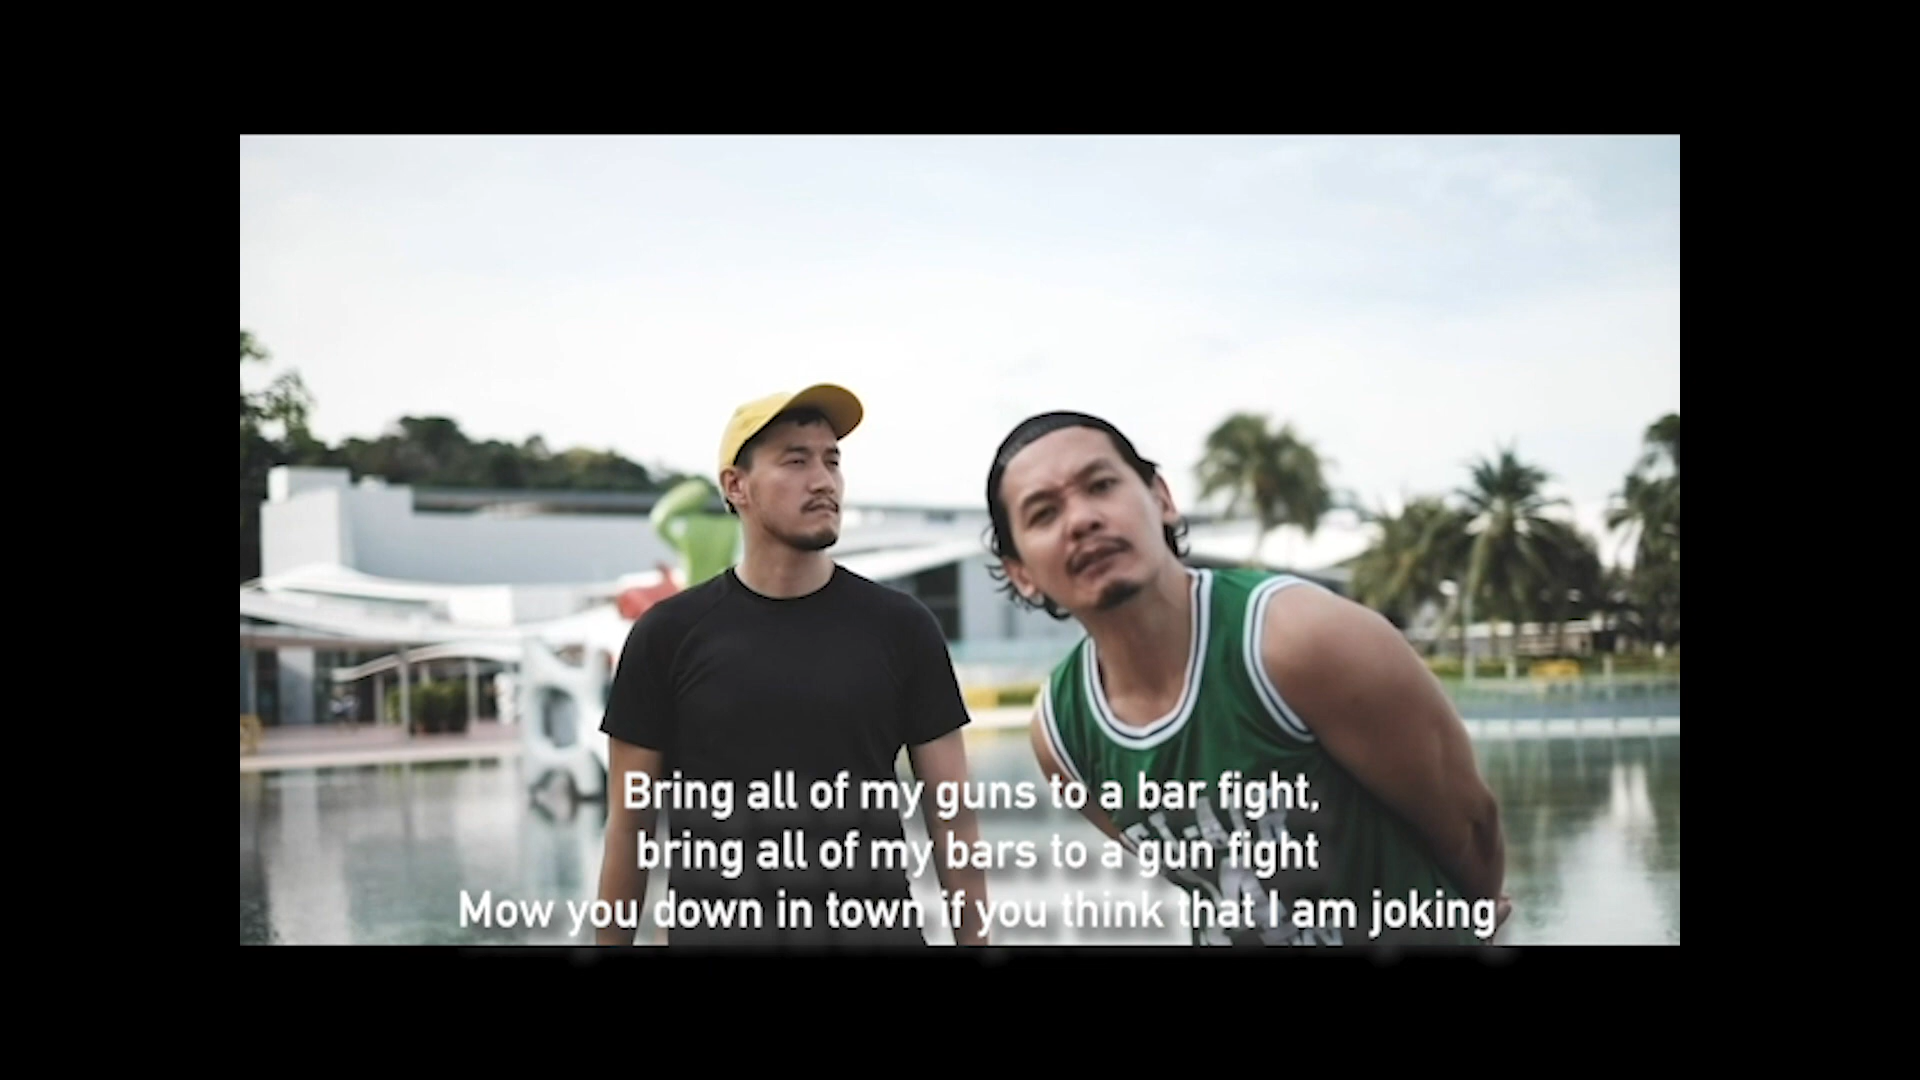 Bring all of my guns to a bar fight,
bring all of my bars to a gun fight
Mow you down in town if you think that I am joking